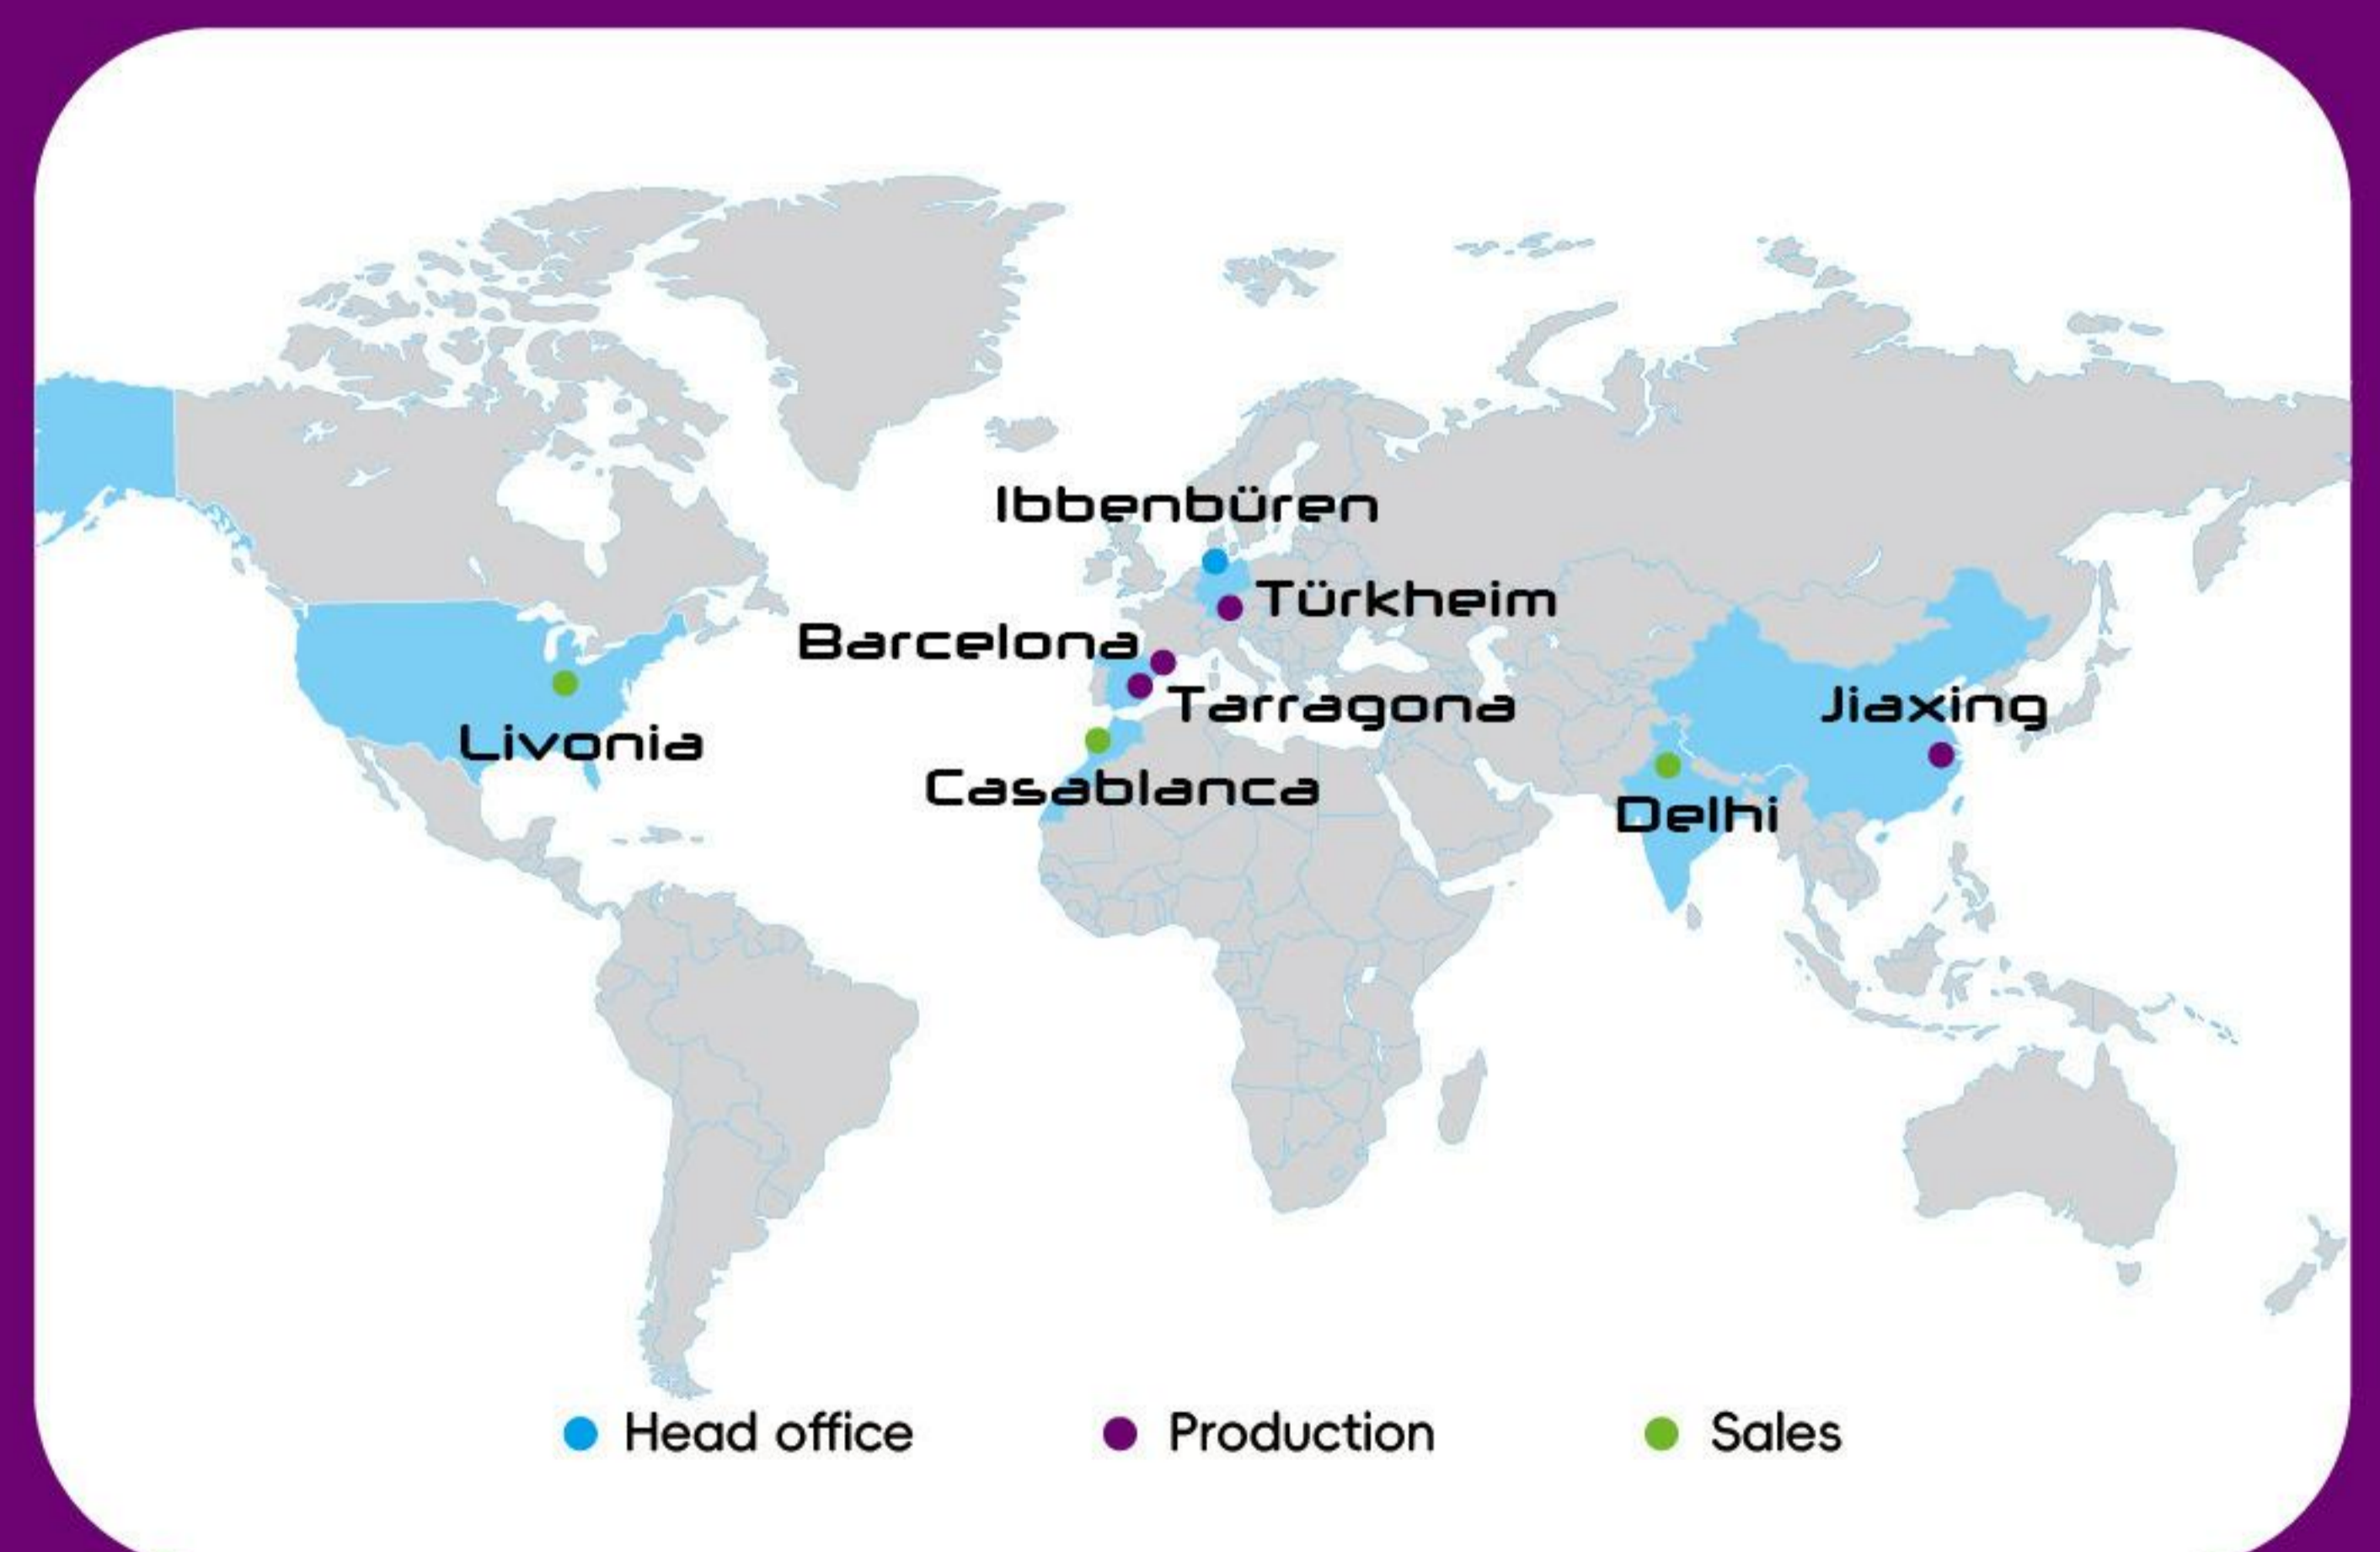 Ibbenbüren
Türkheim
Barcelona
Tarragona
Jiaxing
Livonia
Casablanca
Delhi
Head office
Production
Sales